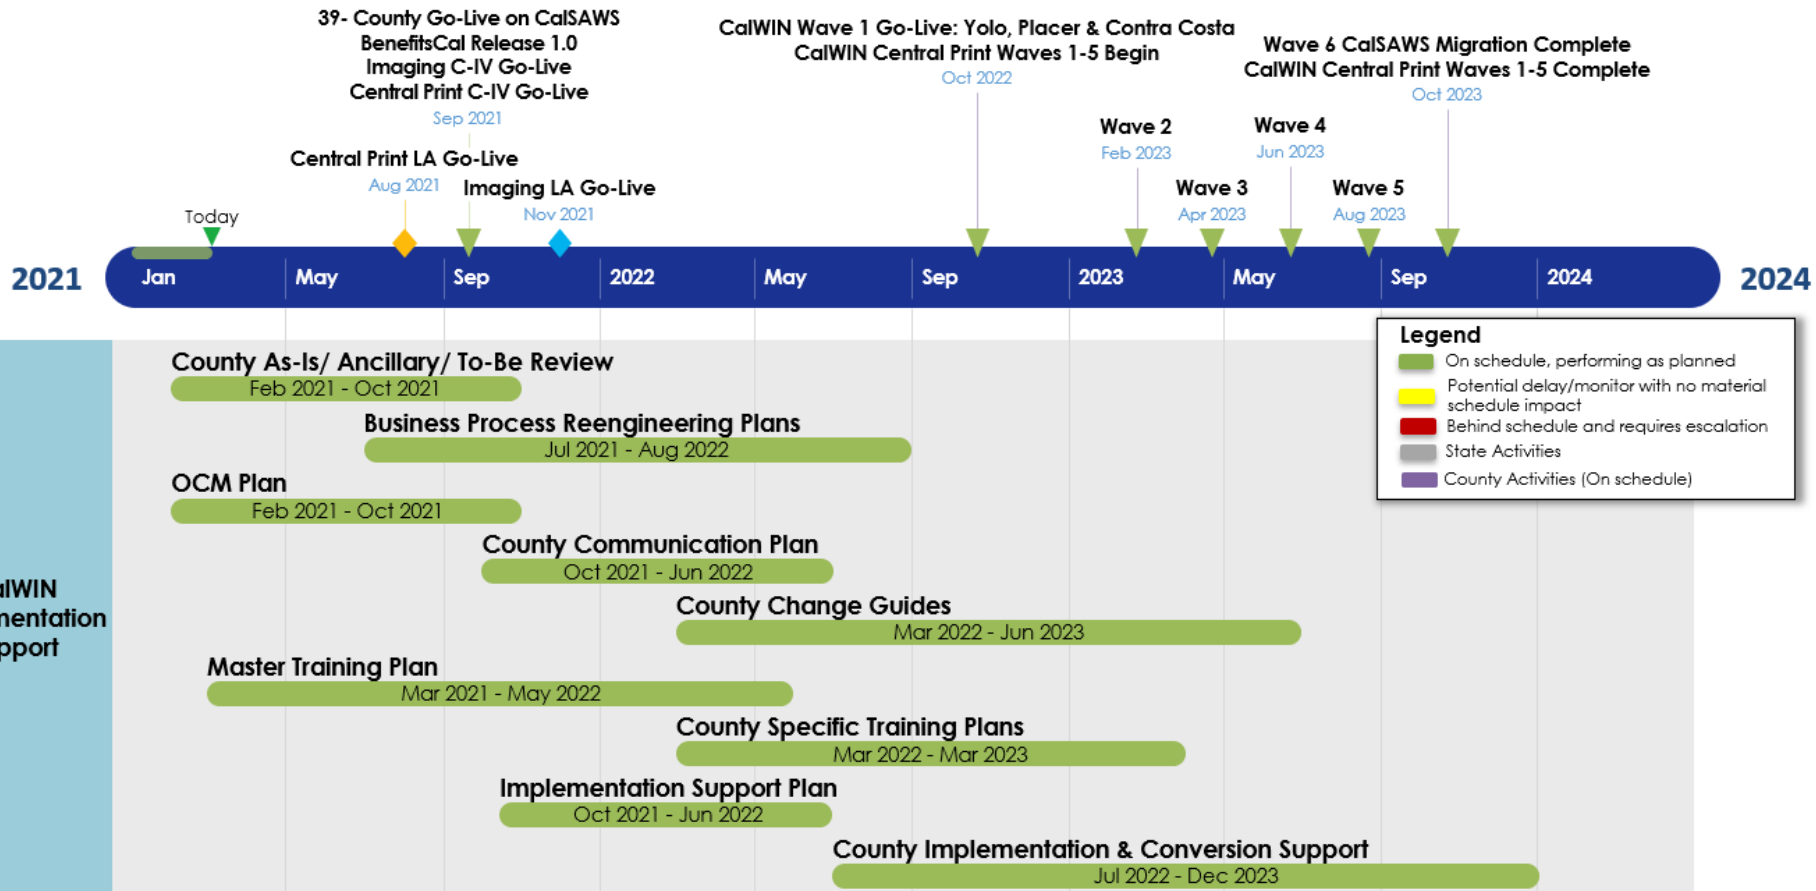 39- County Go-Live on CalSAWS
BenefitsCal Release 1.0
Imaging C-IV Go-Live
Central Print C-IV Go-Live
Sep 2021
Central Print LA Go-Live
Aug 2021
Imaging LA Go-Live
Nov 2021
Today
CalWIN Wave 1 Go-Live: Yolo, Placer & Contra Costa
CalWIN Central Print Waves 1-5 Begin
Oct 2022
Wave 2
Feb 2023
Wave 3
Apr 2023
Wave 4
Jun 2023
Wave 5
Aug 2023
Wave 6 CalSAWS Migration Complete
CalWIN Central Print Waves 1-5 Complete
Oct 2023
2021
Jan
May
Sep
2022
May
Sep
2023
May
Sep
2024
2024
Legend
On schedule, performing as planned
Potential delay/monitor with no material
schedule impact
Behind schedule and requires escalation
State Activities
County Activities (On schedule)
alWIN
mentation
pport
County As-Is/ Ancillary/ To-Be Review
Feb 2021 - Oct 2021
Business Process Reengineering Plans
Jul 2021 - Aug 2022
OCM Plan
Feb 2021 - Oct 2021
County Communication Plan
Oct 2021 - Jun 2022
County Change Guides
Mar 2022 - Jun 2023
Master Training Plan
Mar 2021 - May 2022
County Specific Training Plans
Mar 2022 - Mar 2023
Implementation Support Plan
Oct 2021 - Jun 2022
County Implementation & Conversion Support
Jul 2022 - Dec 2023